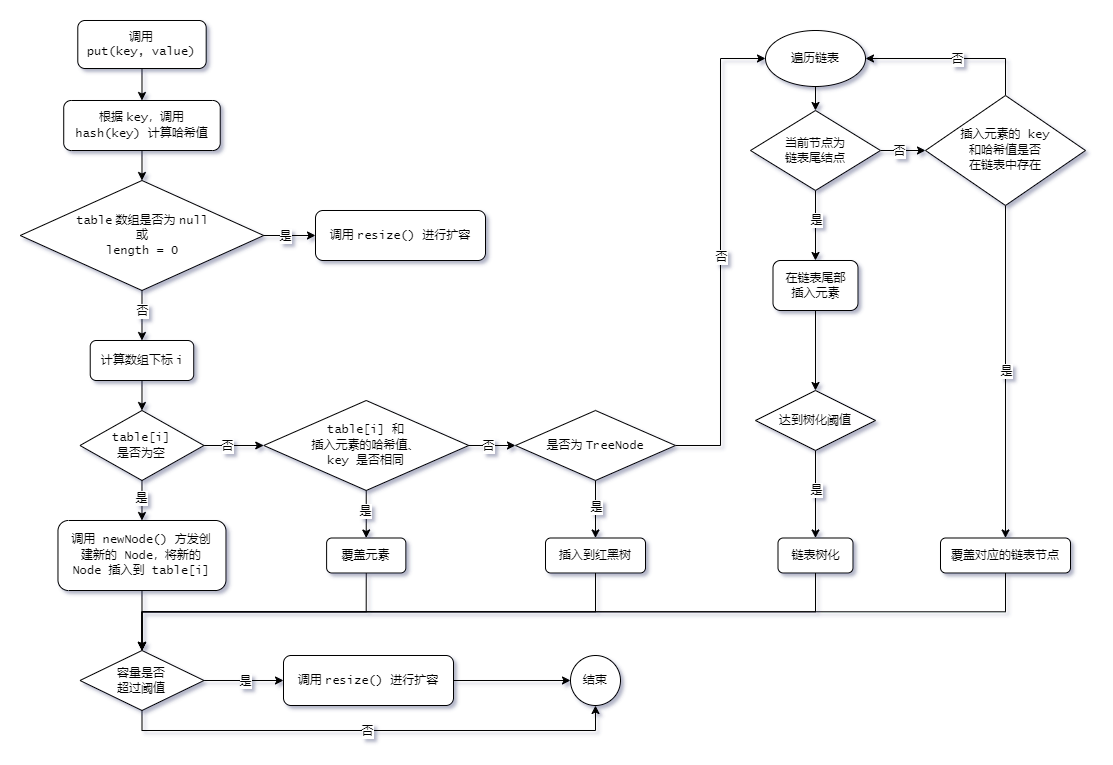 调用
put(key, value)
根据 key，调用
hash(key) 计算哈希值
table 数组是否为 null
或
length = 0
是
调用 resize() 进行扩容
否
计算数组下标 i
table[i]
是否为空
否
table[i] 和
插入元素的哈希值、
key 是否相同
否
是否为 TreeNode
否
是
调用 newNode() 方发创
建新的 Node，将新的
Node 插入到 table[i]
是
覆盖元素
是
插入到红黑树
遍历链表
否
当前节点为
链表尾结点
否
插入元素的 key
和哈希值是否
在链表中存在
是
在链表尾部
插入元素
达到树化阈值
是
链表树化
是
覆盖对应的链表节点
容量是否
超过阈值
是
调用 resize() 进行扩容
结束
否